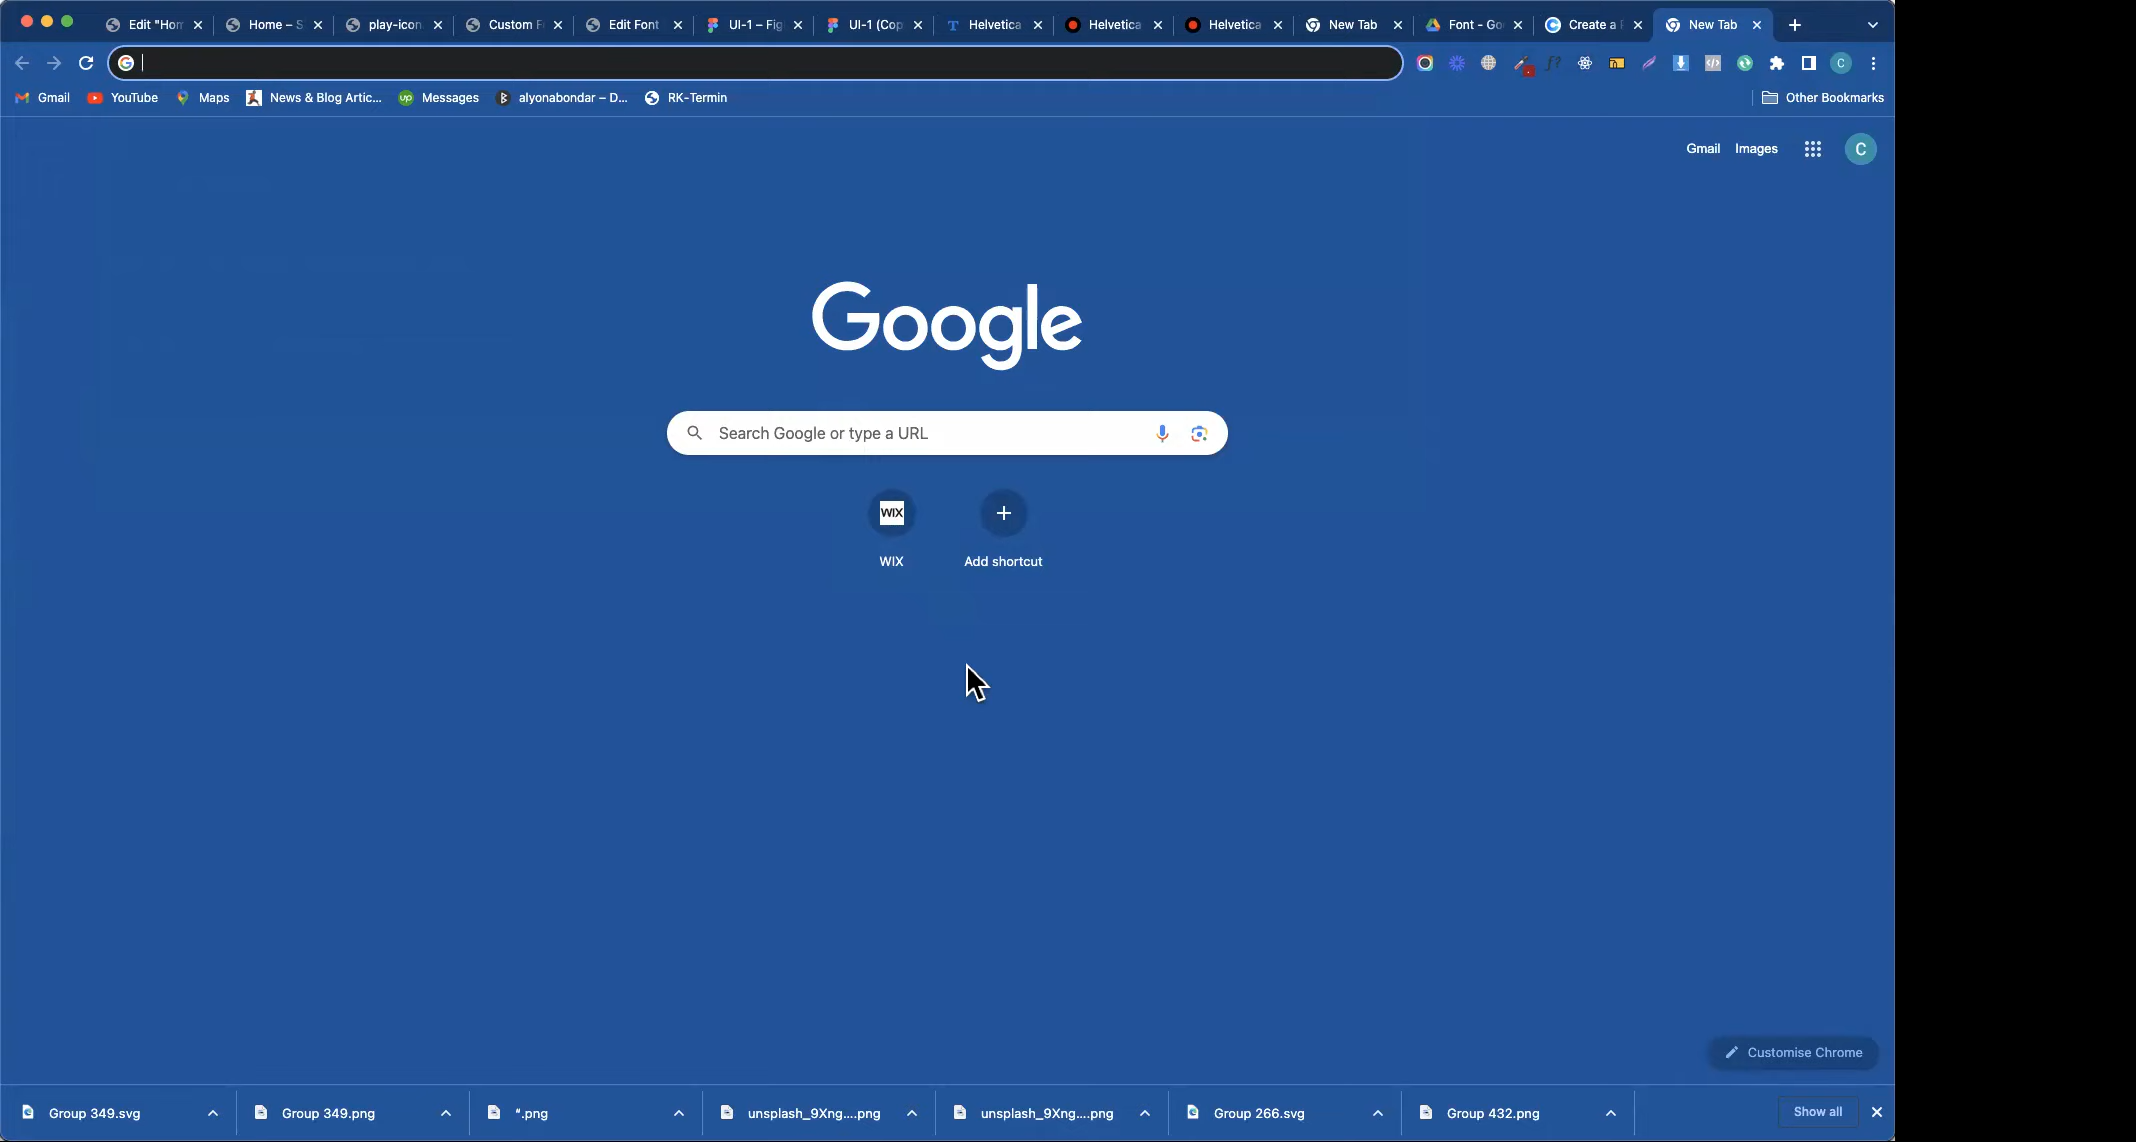 Edit "Hom
Home – S
play-icon.
Custom F
Edit Font
UI-1 – Fig
UI-1 (Cop
Helvetica
Helvetica
Helvetica
New Tab
Font - Go
Create a
New Tab
Gmail
YouTube
Maps
News & Blog Artic...
Messages
alyonabondar – D...
RK-Termin
Other Bookmarks
Gmail
Images
C
Google
Search Google or type a URL
WIX
WIX
Add shortcut
Customise Chrome
Group 349.svg
Group 349.png
“.png
unsplash_9Xng....png
unsplash_9Xng....png
Group 266.svg
Group 432.png
Show all